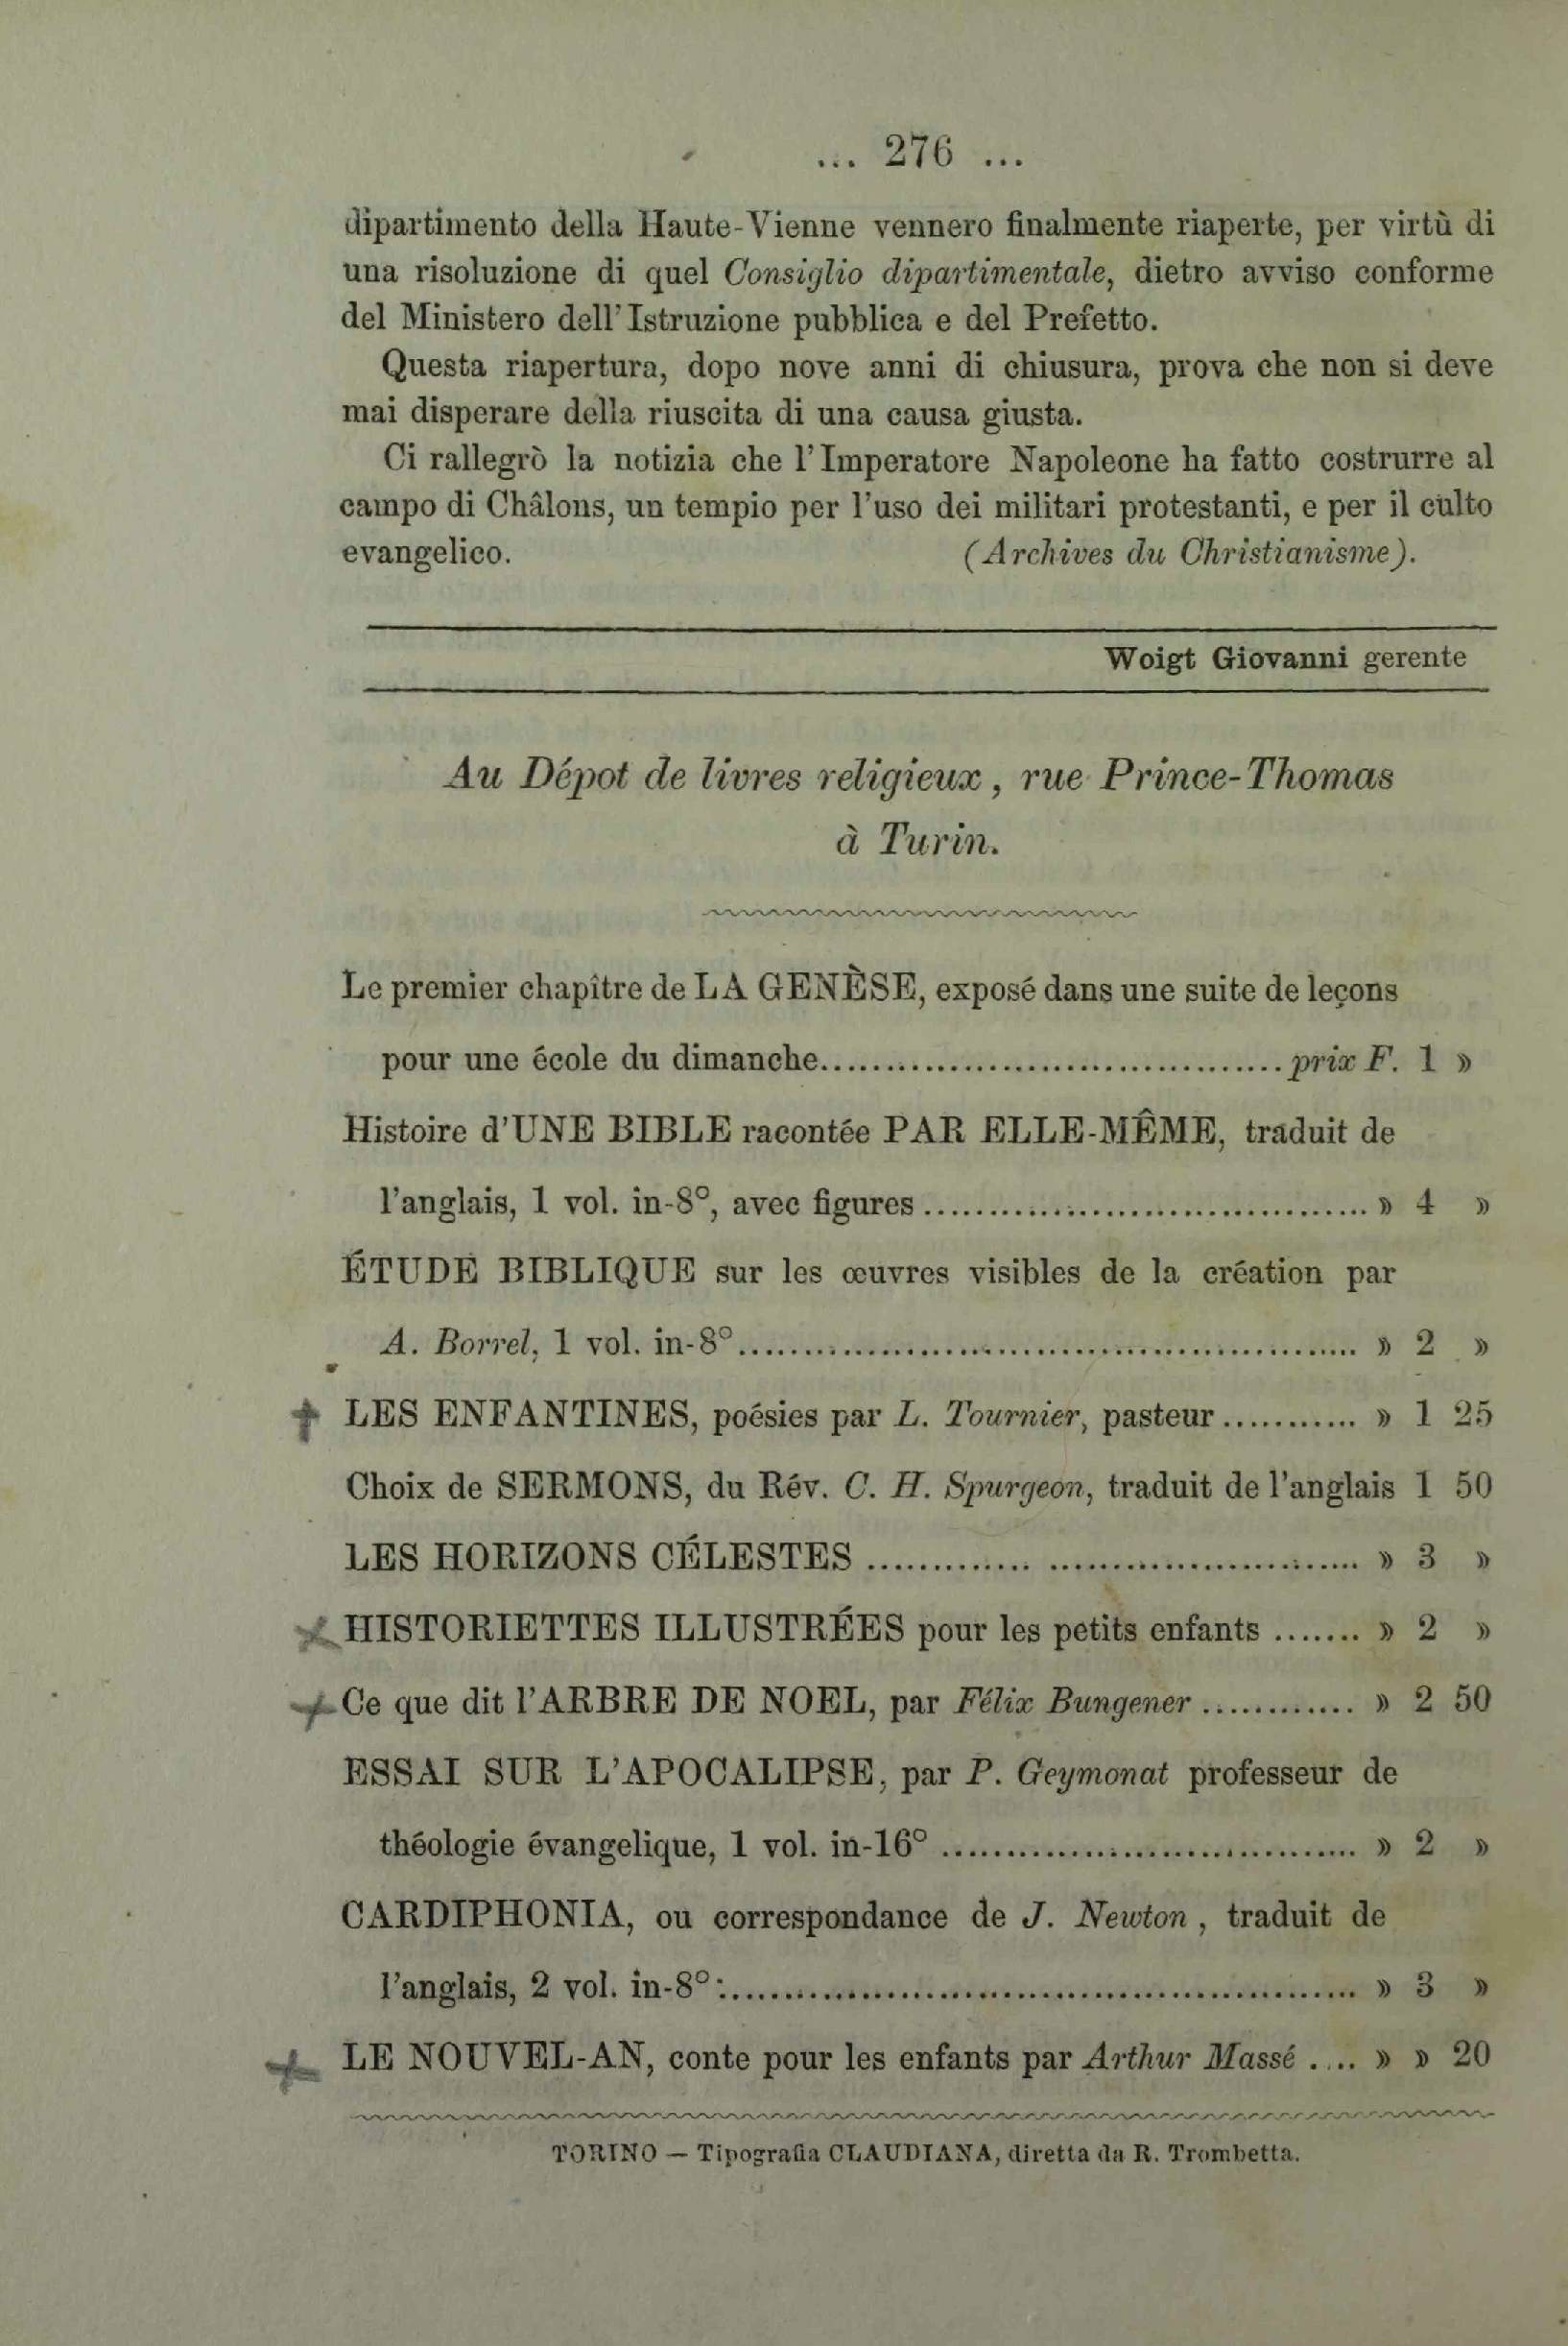 ... 276 ...
dipartimento della Haute-Vienne vennero finalmente riaperte, per virtù di
una risoluzione di quel Consiglio dipartimentale, dietro avviso conforme
del Ministero dell' Istruzione pubblica e del Prefetto.
Questa riapertura, dopo nove anni di chiusura, prova che non si deve
mai disperare della riuscita di una causa giusta.
Ci rallegrò la notizia che l' Imperatore Napoleone ha fatto costrurre al
campo di Châlons, un tempio per l'uso dei militari protestanti, e per il culto
evangelico. (Archives du Christianisme).
Woigt Giovanni gerente
Au Dépot de livres religieux, rue Prince-Thomas
à Turin.
Le premier chapître de LA GENÈSE, exposé dans une suite de leçons
pour une école du dimanche.................................... prix F. 1 »
Histoire d'UNE BIBLE racontée PAR ELLE-MÊME, traduit de
l'anglais, 1 vol. in-8°, avec figures .................................. » 4 »
ÉTUDE BIBLIQUE sur les œuvres visibles de la création par
A. Borrel, 1 vol. in-8°................................................ » 2 »
LES ENFANTINES, poésies par L. Tournier, pasteur ........... » 1 25
Choix de SERMONS, du Rév. C. H. Spurgeon, traduit de l'anglais 1 50
LES HORIZONS CÉLESTES ..................................... » 3 »
HISTORIETTES ILLUSTRÉES pour les petits enfants ....... » 2 »
Ce que dit l'ARBRE DE NOEL, par Félix Bungener ............ » 2 50
ESSAI SUR L'APOCALIPSE, par P. Geymonat professeur de
théologie évangelique, 1 vol. in-16° ................................ » 2 »
CARDIPHONIA, ou correspondance de J. Newton, traduit de
l'anglais, 2 vol. in-8°:................................................ » 3 »
LE NOUVEL-AN, conte pour les enfants par Arthur Massé .... » » 20
TORINO — Tipografia CLAUDIANA, diretta da R. Trombetta.